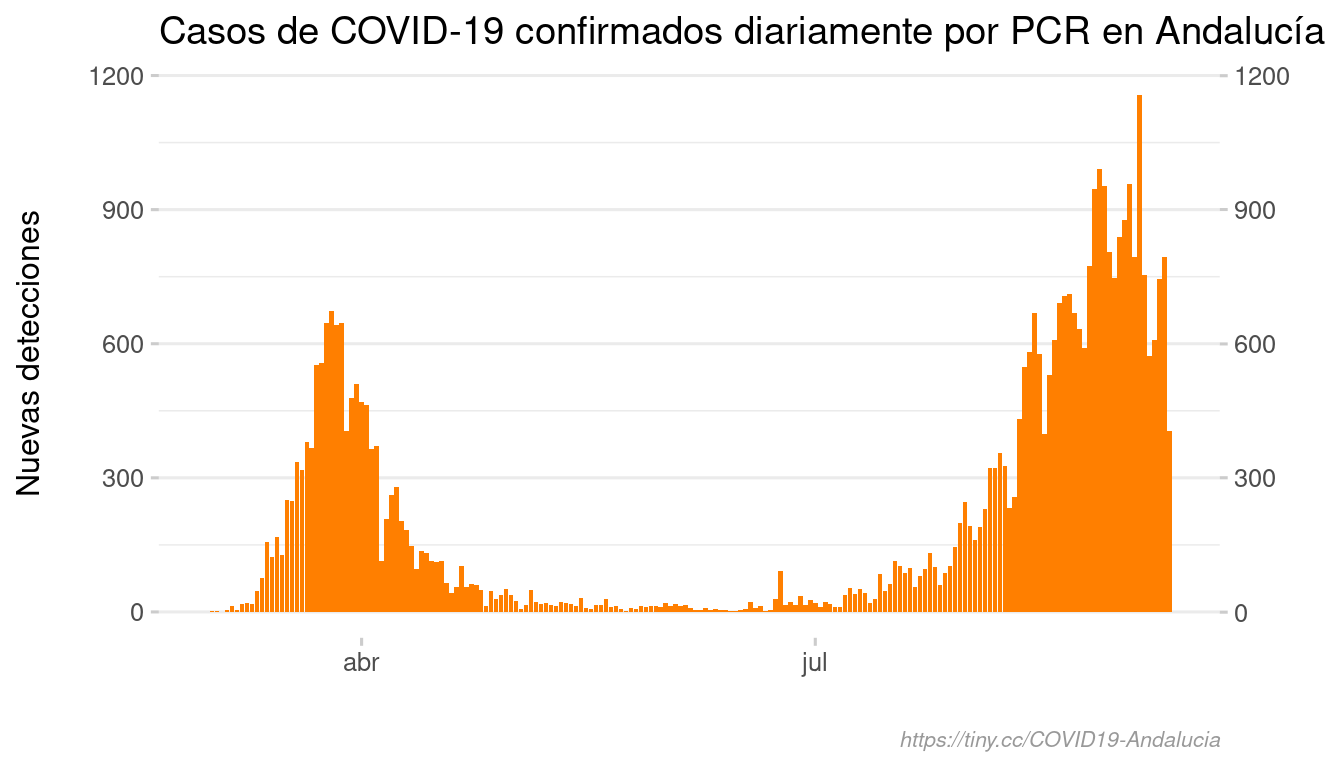 Casos de COVID-19 confirmados diariamente por PCR en Andalucía
Nuevas detecciones
1200
900
600
300
0
1200
900
600
300
0
abr
jul
https://tiny.cc/COVID19-Andalucia